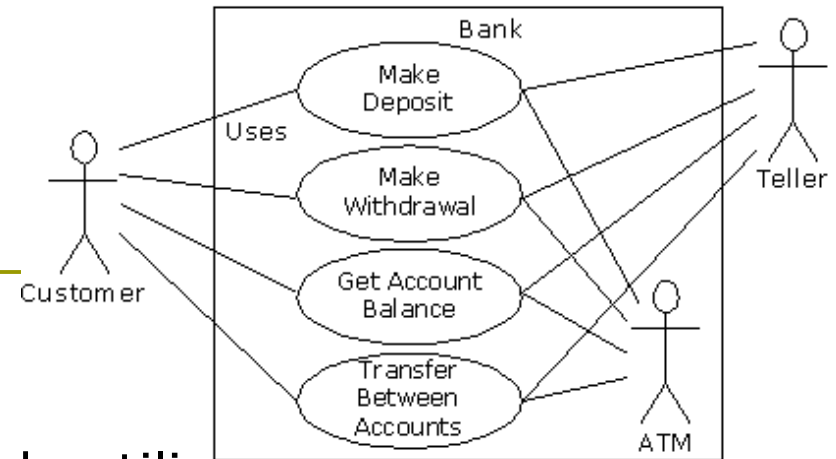 Bank
Make
Deposit
Uses
Make
Withdrawal
Get Account
Balance
Transfer
Between
Accounts
Customer
Teller
ATM